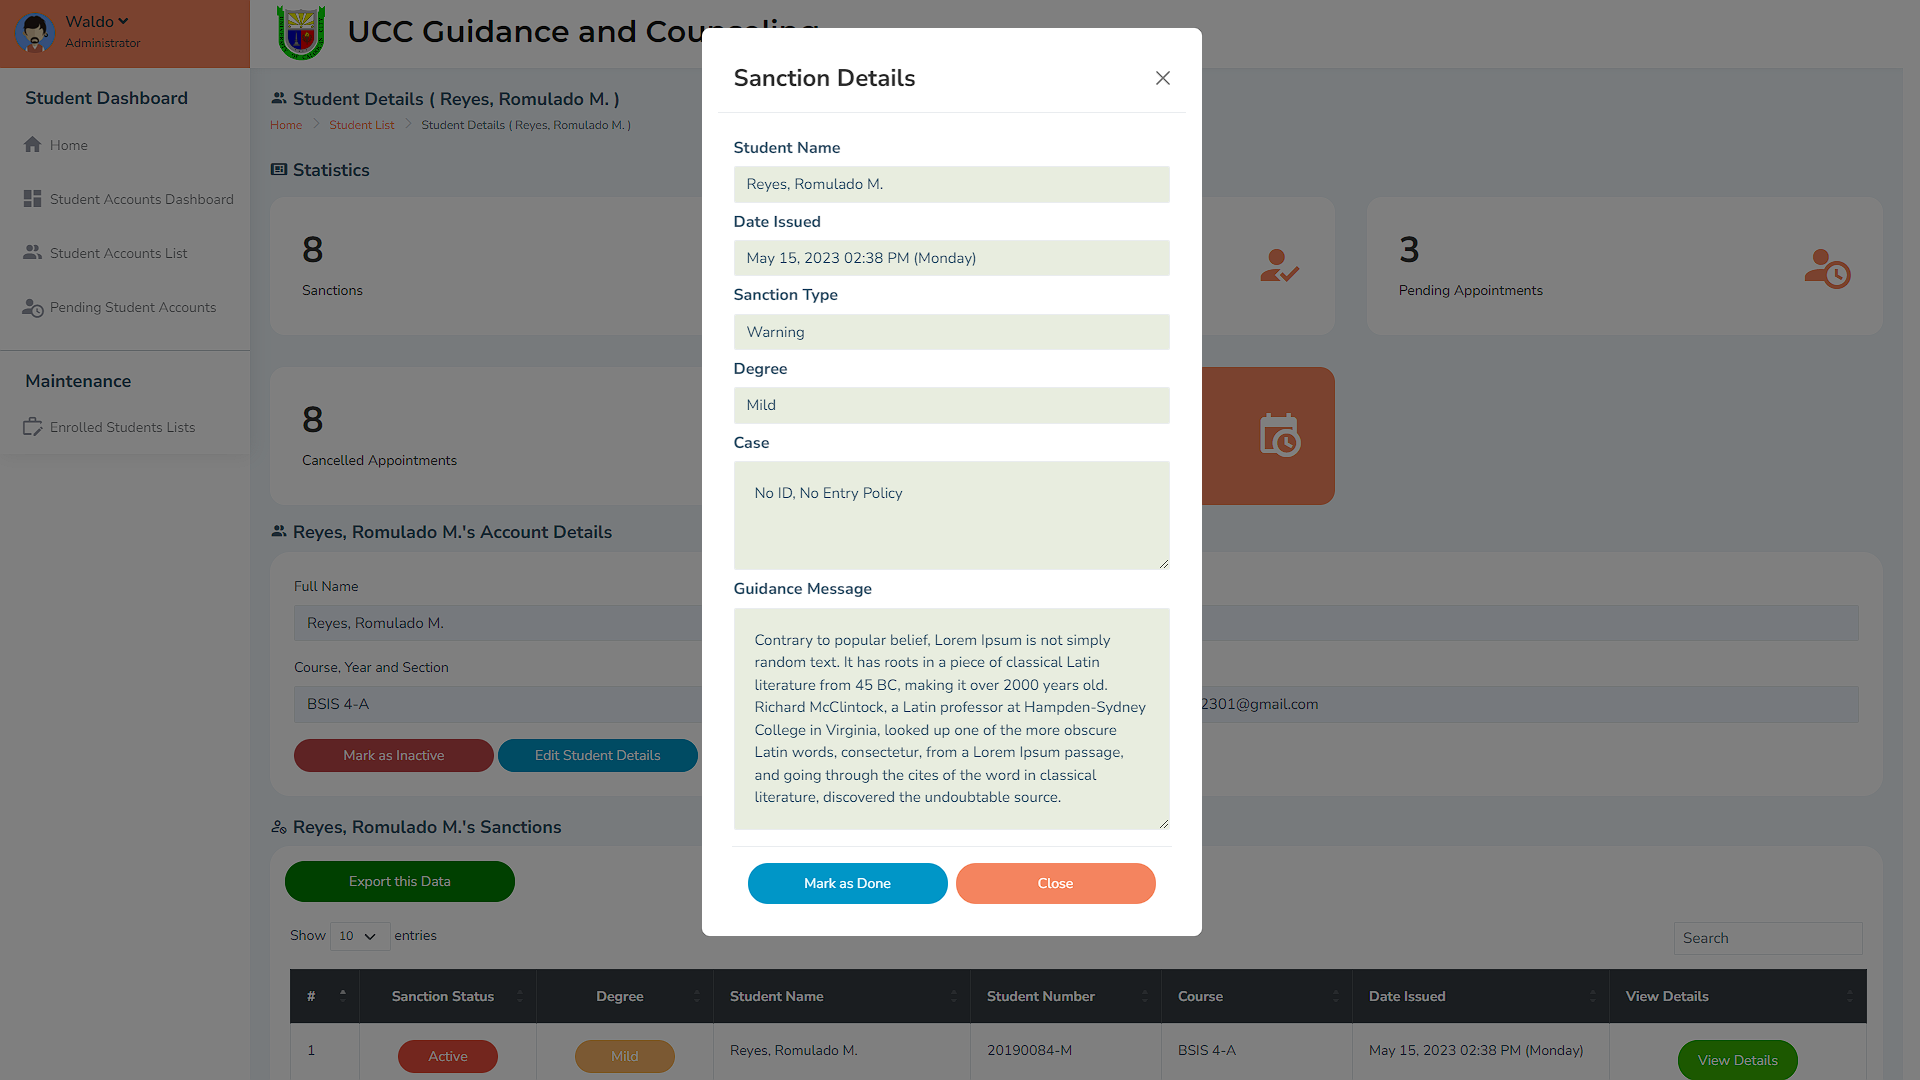 Waldo
Administrator
UCC Guidance and Counseling
Student Dashboard
Home
Student Accounts Dashboard
Student Accounts List
Pending Student Accounts
Maintenance
Enrolled Students Lists
Student Details ( Reyes, Romulado M. )
Home
Student List
Student Details ( Reyes, Romulado M. )
Statistics
8
Sanctions
3
Pending Appointments
8
Cancelled Appointments
Reyes, Romulado M.'s Account Details
Full Name
Reyes, Romulado M.
Course, Year and Section
BSIS 4-A
2301@gmail.com
Mark as Inactive
Edit Student Details
Reyes, Romulado M.'s Sanctions
Export this Data
Show 10 entries
Search
# Sanction Status Degree Student Name Student Number Course Date Issued View Details
1 Active Mild Reyes, Romulado M. 20190084-M BSIS 4-A May 15, 2023 02:38 PM (Monday) View Details
Sanction Details
Student Name
Reyes, Romulado M.
Date Issued
May 15, 2023 02:38 PM (Monday)
Sanction Type
Warning
Degree
Mild
Case
No ID, No Entry Policy
Guidance Message
Contrary to popular belief, Lorem Ipsum is not simply
random text. It has roots in a piece of classical Latin
literature from 45 BC, making it over 2000 years old.
Richard McClintock, a Latin professor at Hampden-Sydney
College in Virginia, looked up one of the more obscure
Latin words, consectetur, from a Lorem Ipsum passage,
and going through the cites of the word in classical
literature, discovered the undoubtable source.
Mark as Done
Close